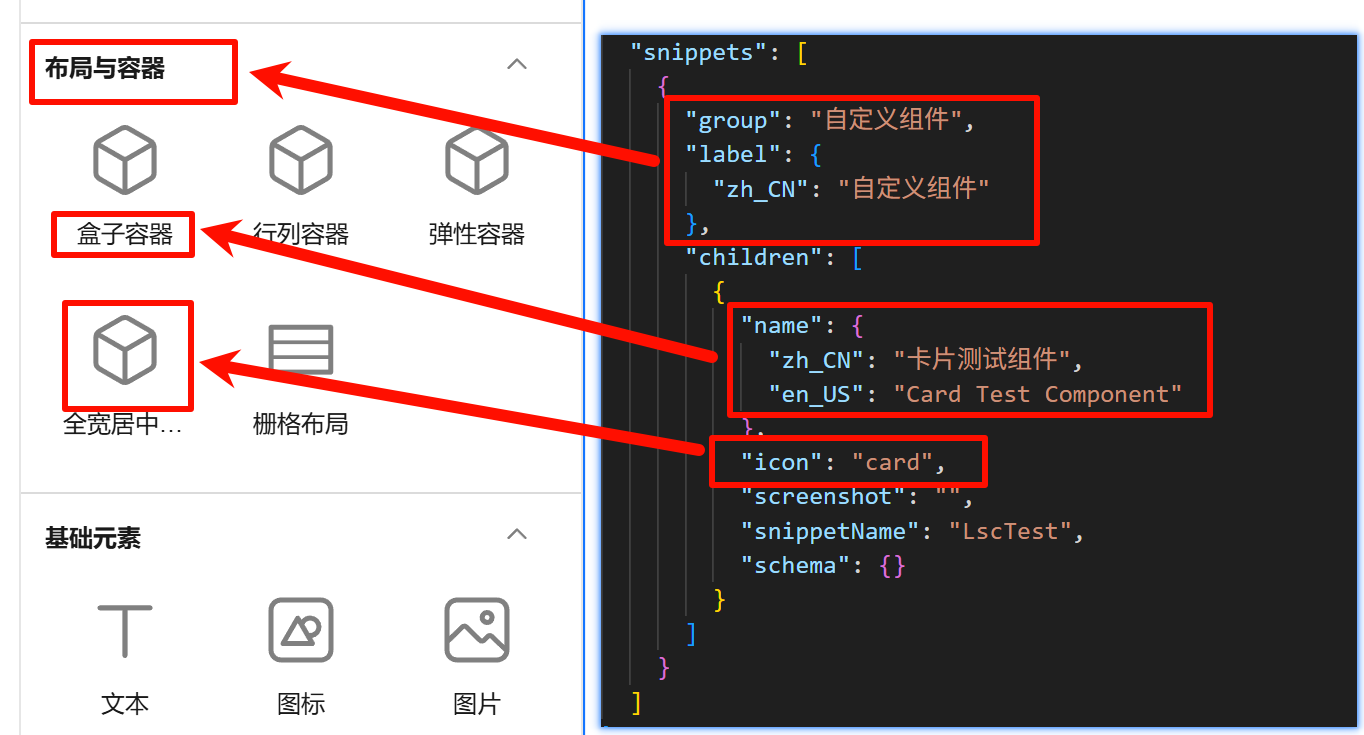 布局与容器
盒子容器 行列容器 弹性容器
全宽居中... 栅格布局
基础元素
文本 图标 图片
"snippets": [
{
"group": "自定义组件",
"label": {
"zh_CN": "自定义组件"
},
"children": [
{
"name": {
"zh_CN": "卡片测试组件",
"en_US": "Card Test Component"
},
"icon": "card",
"screenshot": "",
"snippetName": "LscTest",
"schema": {}
}
]
}
]